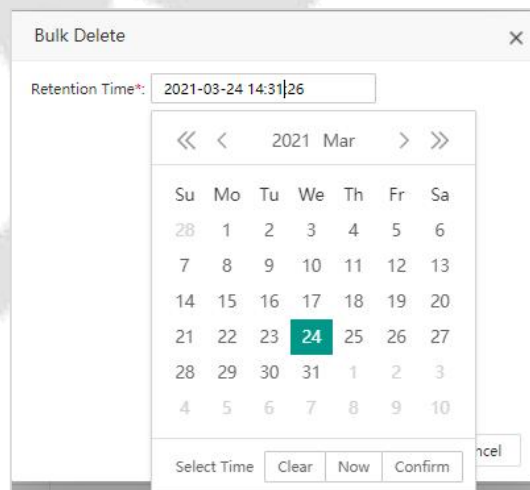 Bulk Delete ×
Retention Time*: 2021-03-24 14:31:26
2021 Mar
Su Mo Tu We Th Fr Sa
28 1 2 3 4 5 6
7 8 9 10 11 12 13
14 15 16 17 18 19 20
21 22 23 24 25 26 27
28 29 30 31 1 2 3
4 5 6 7 8 9 10
Select Time Clear Now Confirm ncel